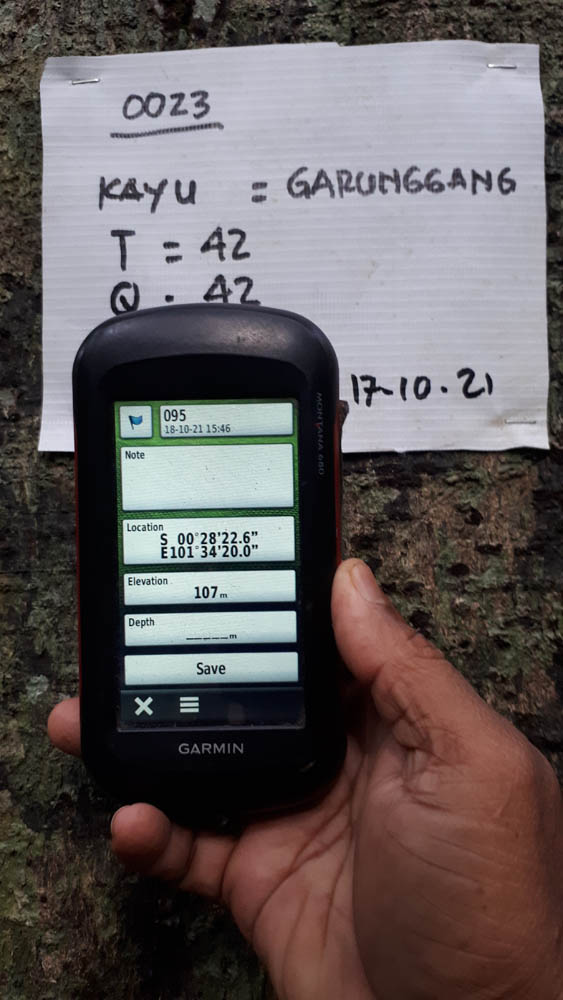 0023
KAYU = GARUNGGANG
T = 42
Q . 42
17-10.21
MONTANA 680
095
18-10-21 15:46
Note
Location
S 00°28'22.6"
E101°34'20.0"
Elevation
107 m
Depth
_____m
Save
GARMIN